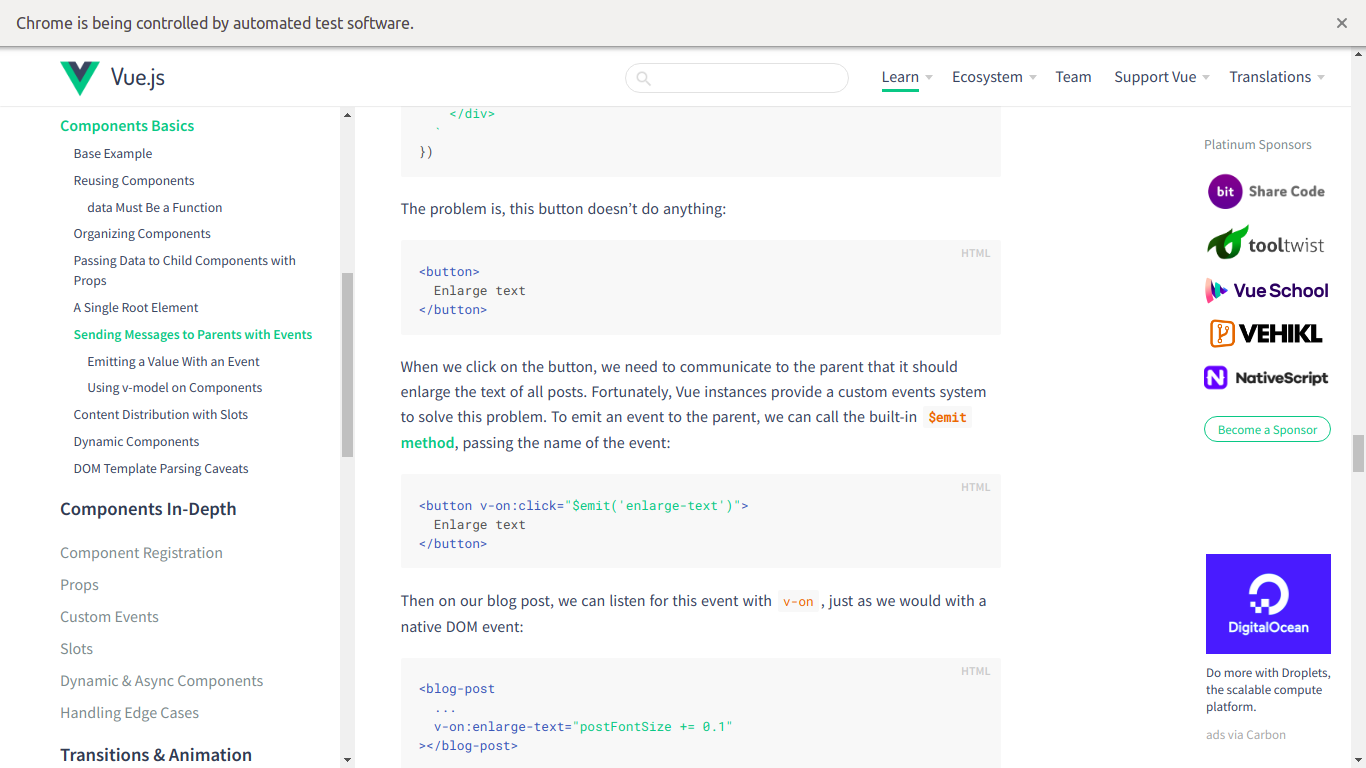 Chrome is being controlled by automated test software.
Vue.js
Learn
Ecosystem
Team
Support Vue
Translations
Components Basics
Base Example
Reusing Components
data Must Be a Function
Organizing Components
Passing Data to Child Components with
Props
A Single Root Element
Sending Messages to Parents with Events
Emitting a Value With an Event
Using v-model on Components
Content Distribution with Slots
Dynamic Components
DOM Template Parsing Caveats
Components In-Depth
Component Registration
Props
Custom Events
Slots
Dynamic & Async Components
Handling Edge Cases
Transitions & Animation
</div>
`
})
The problem is, this button doesn't do anything:
HTML
<button>
Enlarge text
</button>
When we click on the button, we need to communicate to the parent that it should
enlarge the text of all posts. Fortunately, Vue instances provide a custom events system
to solve this problem. To emit an event to the parent, we can call the built-in $emit
method, passing the name of the event:
HTML
<button v-on:click="$emit('enlarge-text')">
Enlarge text
</button>
Then on our blog post, we can listen for this event with v-on , just as we would with a
native DOM event:
HTML
<blog-post
...
v-on:enlarge-text="postFontSize += 0.1"
></blog-post>
Platinum Sponsors
bit Share Code
tooltwist
Vue School
VEHIKL
NativeScript
Become a Sponsor
DigitalOcean
Do more with Droplets,
the scalable compute
platform.
ads via Carbon